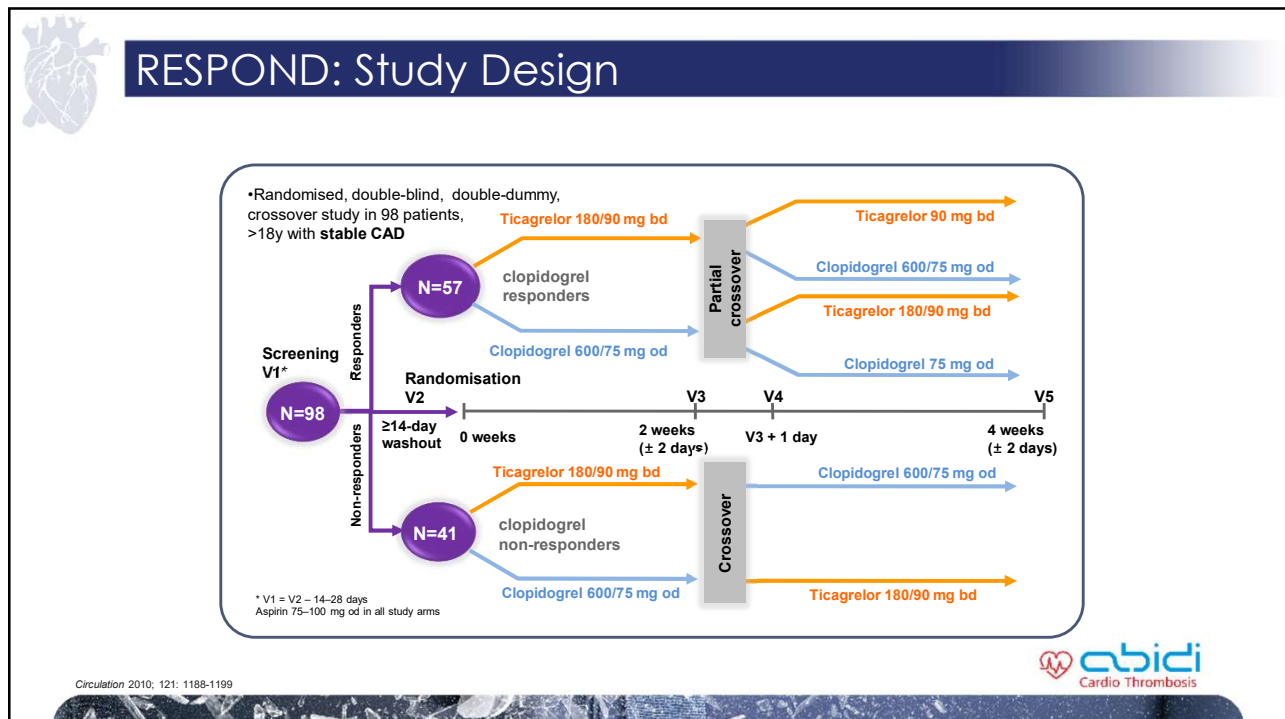 RESPOND: Study Design
•Randomised, double-blind, double-dummy,
crossover study in 98 patients,
>18y with stable CAD
Ticagrelor 180/90 mg bd
Ticagrelor 90 mg bd
N=57
clopidogrel
responders
Partial
crossover
Clopidogrel 600/75 mg od
Ticagrelor 180/90 mg bd
Clopidogrel 600/75 mg od
Clopidogrel 75 mg od
Responders
Screening
V1*
N=98
Randomisation
V2
≥14-day
washout
0 weeks
V3
2 weeks
(± 2 days)
V4
V3 + 1 day
V5
4 weeks
(± 2 days)
Non-responders
Ticagrelor 180/90 mg bd
Clopidogrel 600/75 mg od
N=41
clopidogrel
non-responders
Crossover
Clopidogrel 600/75 mg od
Ticagrelor 180/90 mg bd
* V1 = V2 – 14–28 days
Aspirin 75–100 mg od in all study arms
Circulation 2010; 121: 1188-1199
abidi
Cardio Thrombosis